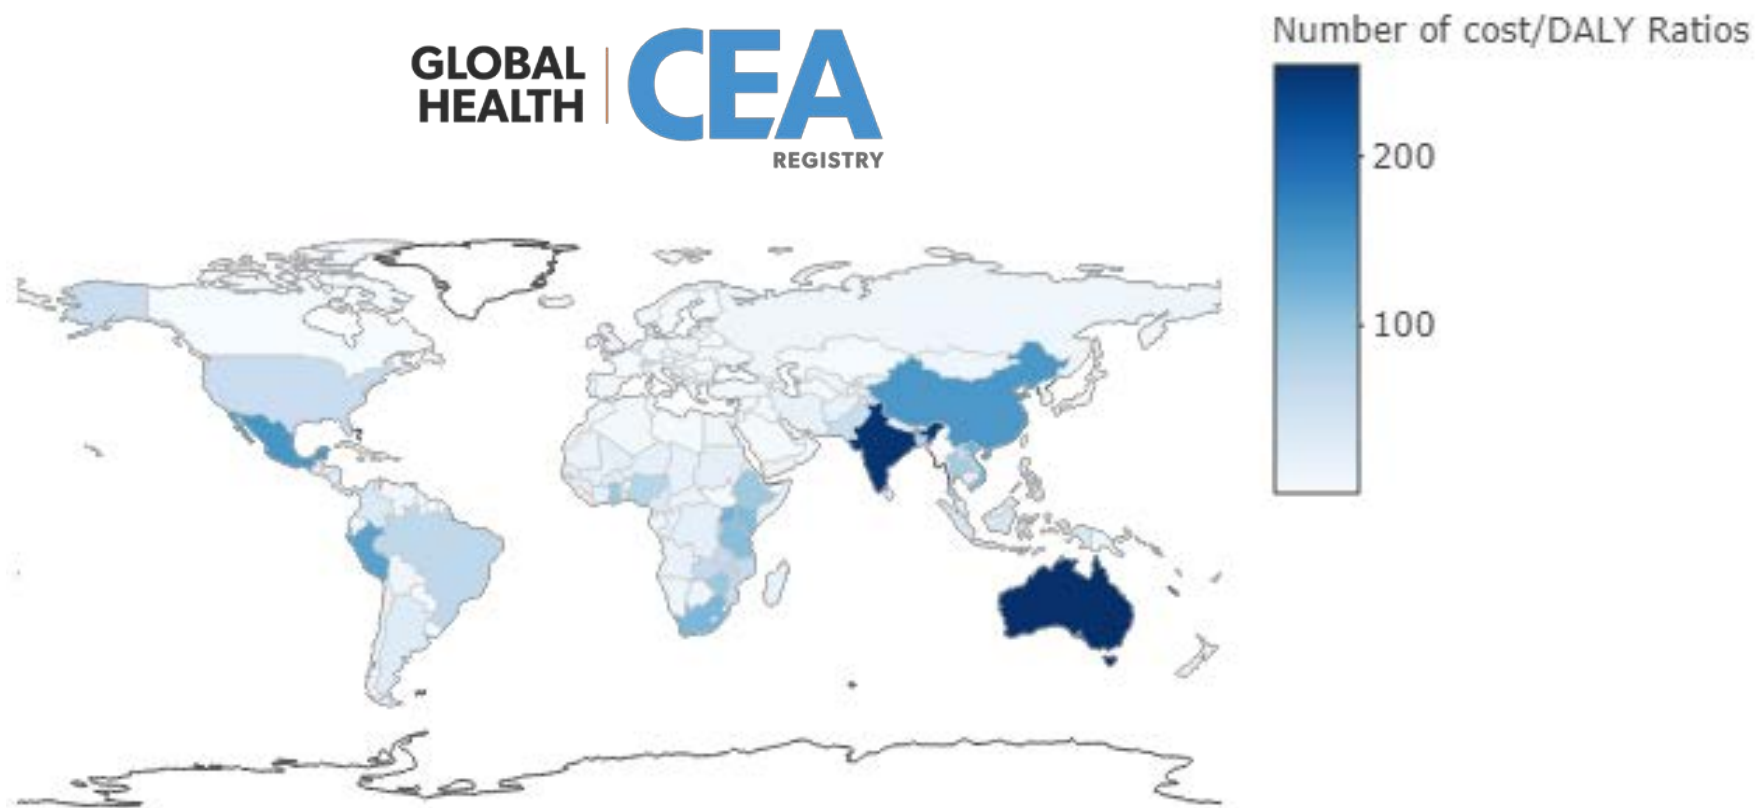 GLOBAL
HEALTH
CEA
REGISTRY
Number of cost/DALY Ratios
200
100